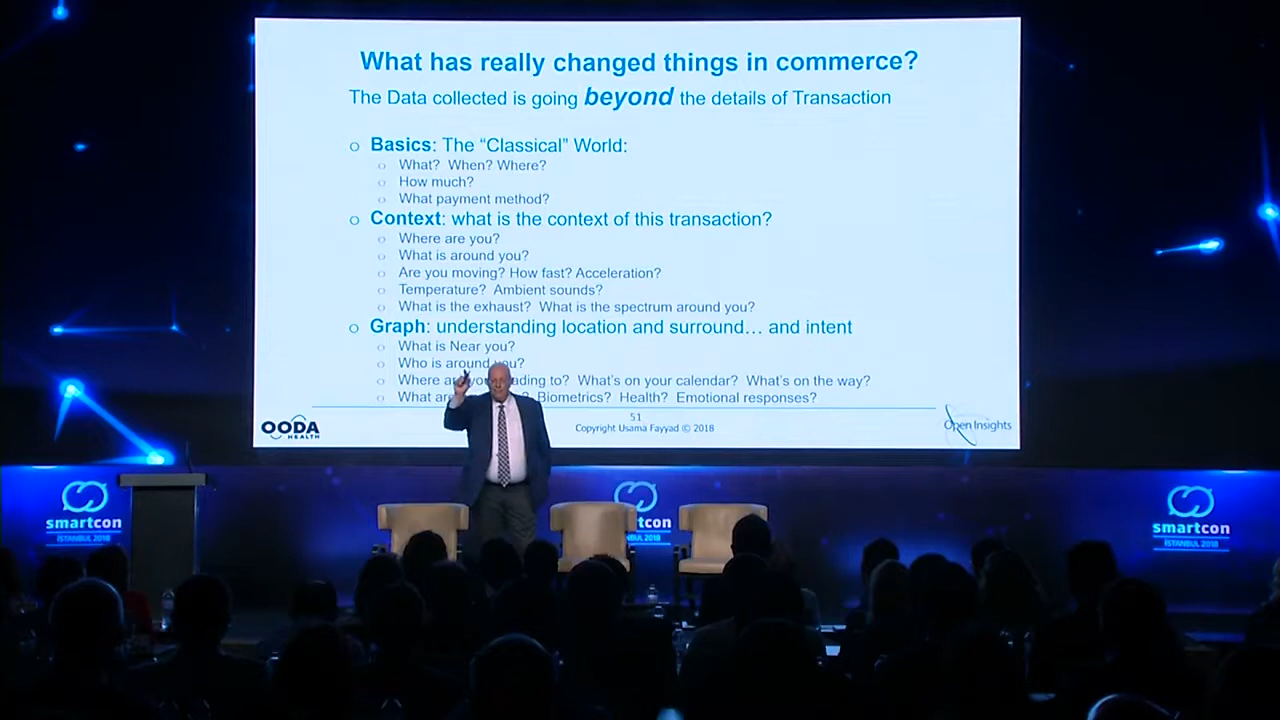 What has really changed things in commerce?
The Data collected is going beyond the details of Transaction
Basics: The “Classical” World:
What? When? Where?
How much?
What payment method?
Context: what is the context of this transaction?
Where are you?
What is around you?
Are you moving? How fast? Acceleration?
Temperature? Ambient sounds?
What is the exhaust? What is the spectrum around you?
Graph: understanding location and surround… and intent
What is Near you?
Who is around you?
Where are you heading to? What's on your calendar? What's on the way?
What are Biometrics? Health? Emotional responses?
51
Copyright Usama Fayyad © 2018
OODA
HEALTH
Open Insights
smartcon
ISTANBUL 2018
con
2018
smartcon
ISTANBUL 2018